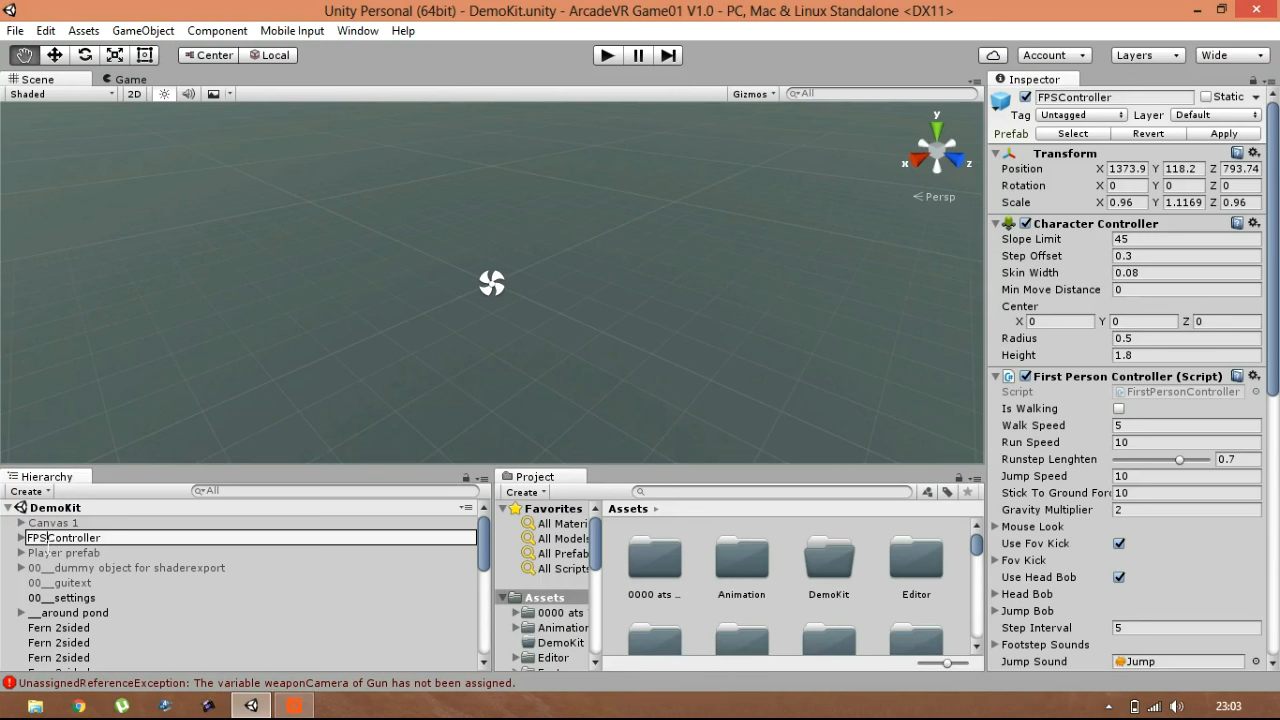 Unity Personal (64bit) - DemoKit.unity - ArcadeVR Game01 V1.0 - PC, Mac & Linux Standalone <DX11>
File Edit Assets GameObject Component Mobile Input Window Help
Center Local Account Layers Wide
Scene Game Inspector
Shaded 2D Gizmos All
FPSController Static
Tag Untagged Layer Default
Prefab Select Revert Apply
Transform
Position X 1373.9 Y 118.2 Z 793.74
Rotation X 0 Y 0 Z 0
Scale X 0.96 Y 1.1169 Z 0.96
Character Controller
Slope Limit 45
Step Offset 0.3
Skin Width 0.08
Min Move Distance 0
Center
X 0 Y 0 Z 0
Radius 0.5
Height 1.8
First Person Controller (Script)
Script FirstPersonController
Is Walking
Walk Speed 5
Run Speed 10
Runstep Lenghten 0.7
Jump Speed 10
Stick To Ground Forc 10
Gravity Multiplier 2
Mouse Look
Use Fov Kick
Fov Kick
Use Head Bob
Head Bob
Jump Bob
Step Interval 5
Footstep Sounds
Jump Sound Jump
y
x z
Persp
Hierarchy
Create All
DemoKit
Canvas 1
FPSController
Player prefab
00__dummy object for shaderexport
00__guitext
00__settings
__around pond
Fern 2sided
Fern 2sided
Fern 2sided
Project
Create
Favorites
All Materi
All Models
All Prefab
All Scripts
Assets
0000 ats
Animation
DemoKit
Editor
Assets
0000 ats ... Animation DemoKit Editor
UnassignedReferenceException: The variable weaponCamera of Gun has not been assigned.
23:03